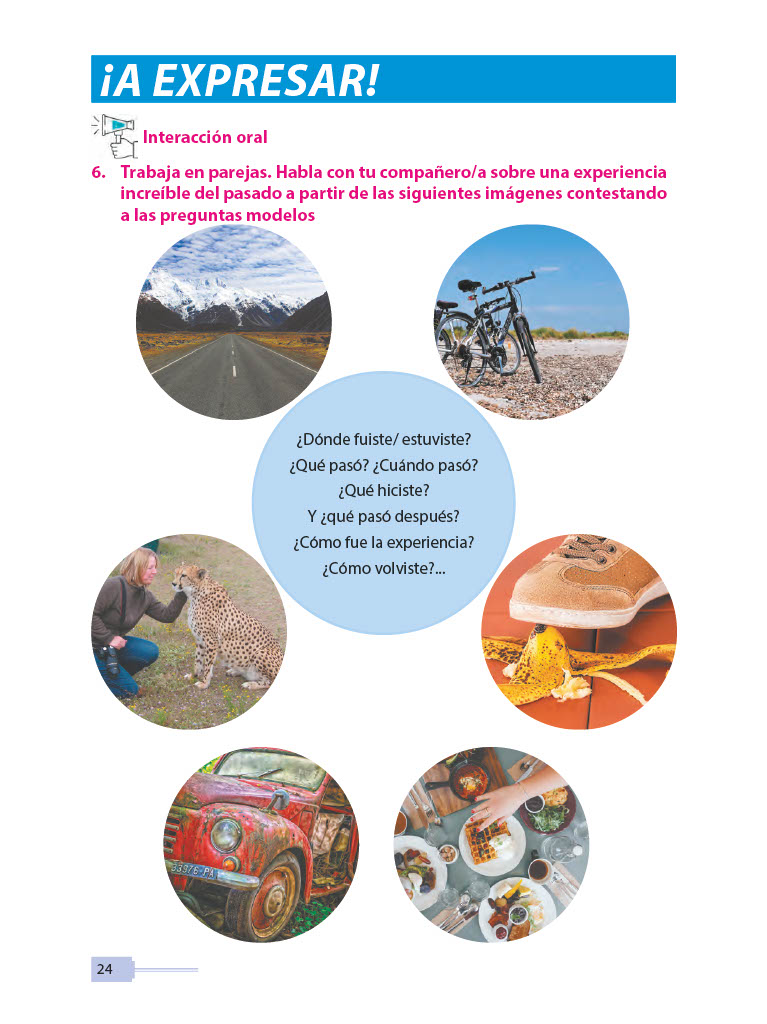 ¡A EXPRESAR!
Interacción oral
6. Trabaja en parejas. Habla con tu compañero/a sobre una experiencia
increíble del pasado a partir de las siguientes imágenes contestando
a las preguntas modelos
¿Dónde fuiste/ estuviste?
¿Qué pasó? ¿Cuándo pasó?
¿Qué hiciste?
Y ¿qué pasó después?
¿Cómo fue la experiencia?
¿Cómo volviste?...
83976-PA
24